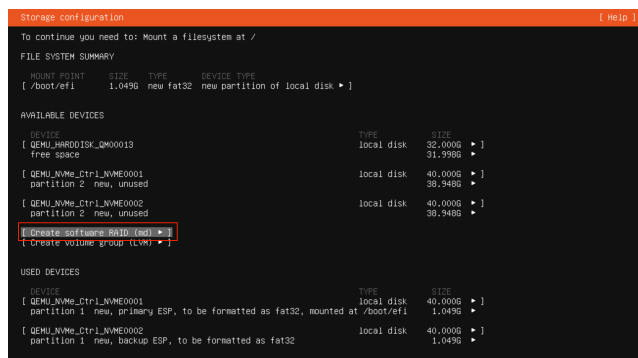 Storage configuration [ Help ]
To continue you need to: Mount a filesystem at /
FILE SYSTEM SUMMARY
MOUNT POINT SIZE TYPE DEVICE TYPE
[ /boot/efi 1.049G new fat32 new partition of local disk ▸ ]
AVAILABLE DEVICES
DEVICE TYPE SIZE
[ QEMU_HARDDISK_QM00013 local disk 32.000G ▸ ]
free space 31.998G ▸
[ QEMU_NVMe_Ctrl_NVME0001 local disk 40.000G ▸ ]
partition 2 new, unused 38.948G ▸
[ QEMU_NVMe_Ctrl_NVME0002 local disk 40.000G ▸ ]
partition 2 new, unused 38.948G ▸
[ Create software RAID (md) ▸ ]
[ Create volume group (LVM) ▸ ]
USED DEVICES
DEVICE TYPE SIZE
[ QEMU_NVMe_Ctrl_NVME0001 local disk 40.000G ▸ ]
partition 1 new, primary ESP, to be formatted as fat32, mounted at /boot/efi 1.049G ▸
[ QEMU_NVMe_Ctrl_NVME0002 local disk 40.000G ▸ ]
partition 1 new, backup ESP, to be formatted as fat32 1.049G ▸